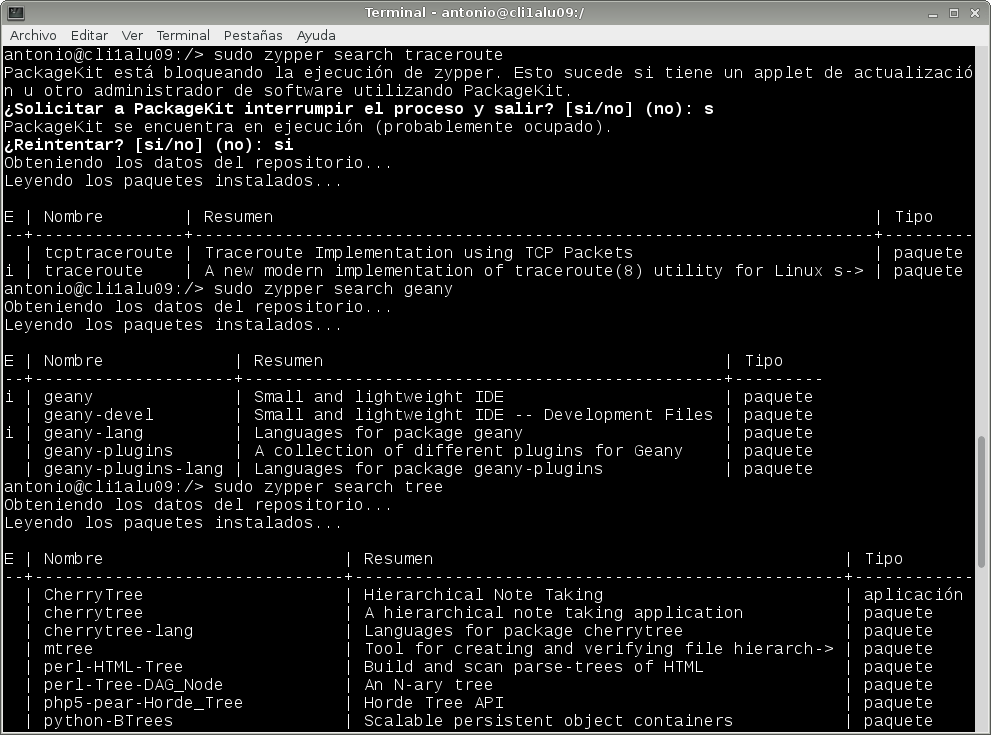 Terminal - antonio@cli1alu09:/
Archivo Editar Ver Terminal Pestañas Ayuda
antonio@cli1alu09:/> sudo zypper search traceroute
PackageKit está bloqueando la ejecución de zypper. Esto sucede si tiene un applet de actualizació
n u otro administrador de software utilizando PackageKit.
¿Solicitar a PackageKit interrumpir el proceso y salir? [si/no] (no): s
PackageKit se encuentra en ejecución (probablemente ocupado).
¿Reintentar? [si/no] (no): si
Obteniendo los datos del repositorio...
Leyendo los paquetes instalados...
E | Nombre        | Resumen                                                            | Tipo
--+---------------+--------------------------------------------------------------------+---------
  | tcptraceroute | Traceroute Implementation using TCP Packets                        | paquete
i | traceroute    | A new modern implementation of traceroute(8) utility for Linux s-> | paquete
antonio@cli1alu09:/> sudo zypper search geany
Obteniendo los datos del repositorio...
Leyendo los paquetes instalados...
E | Nombre             | Resumen                                        | Tipo
--+--------------------+------------------------------------------------+---------
i | geany              | Small and lightweight IDE                      | paquete
  | geany-devel        | Small and lightweight IDE -- Development Files | paquete
i | geany-lang         | Languages for package geany                    | paquete
  | geany-plugins      | A collection of different plugins for Geany    | paquete
  | geany-plugins-lang | Languages for package geany-plugins            | paquete
antonio@cli1alu09:/> sudo zypper search tree
Obteniendo los datos del repositorio...
Leyendo los paquetes instalados...
E | Nombre                        | Resumen                                         | Tipo
--+-------------------------------+-------------------------------------------------+------------
  | CherryTree                    | Hierarchical Note Taking                        | aplicación
  | cherrytree                    | A hierarchical note taking application          | paquete
  | cherrytree-lang               | Languages for package cherrytree                | paquete
  | mtree                         | Tool for creating and verifying file hierarch-> | paquete
  | perl-HTML-Tree                | Build and scan parse-trees of HTML              | paquete
  | perl-Tree-DAG_Node            | An N-ary tree                                   | paquete
  | php5-pear-Horde_Tree          | Horde Tree API                                  | paquete
  | python-BTrees                 | Scalable persistent object containers           | paquete